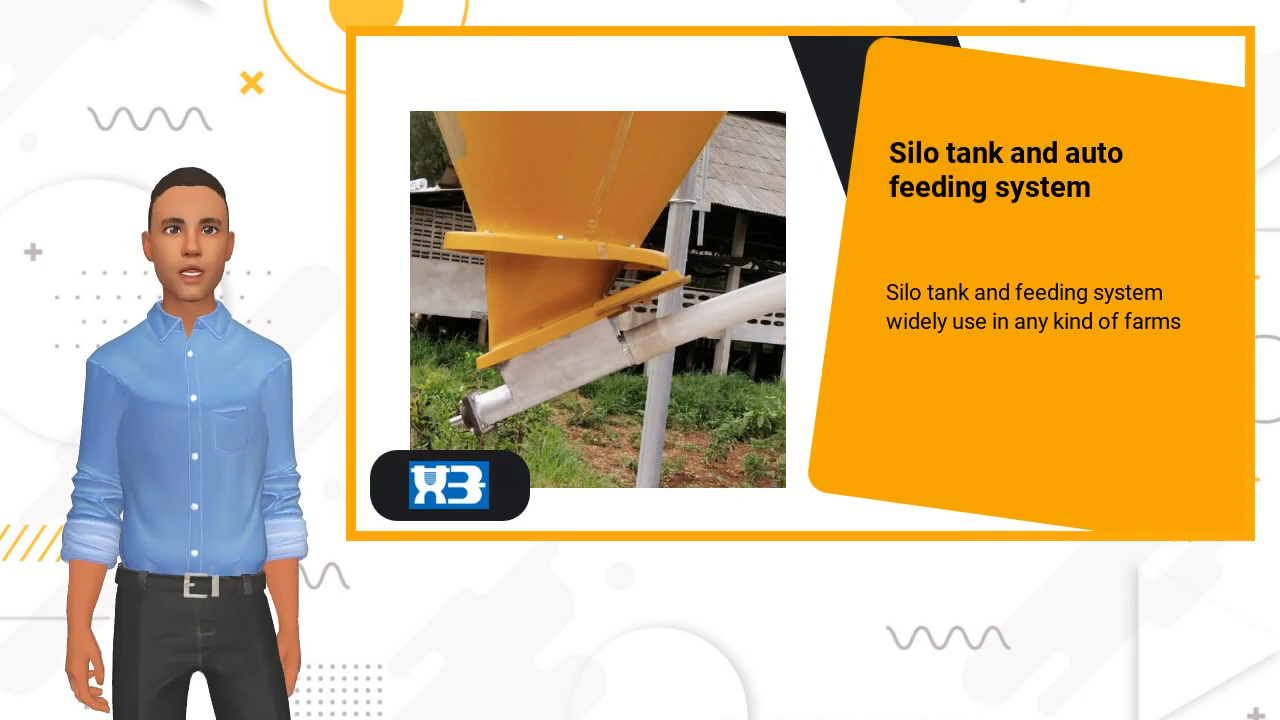 Silo tank and auto
feeding system
Silo tank and feeding system
widely use in any kind of farms